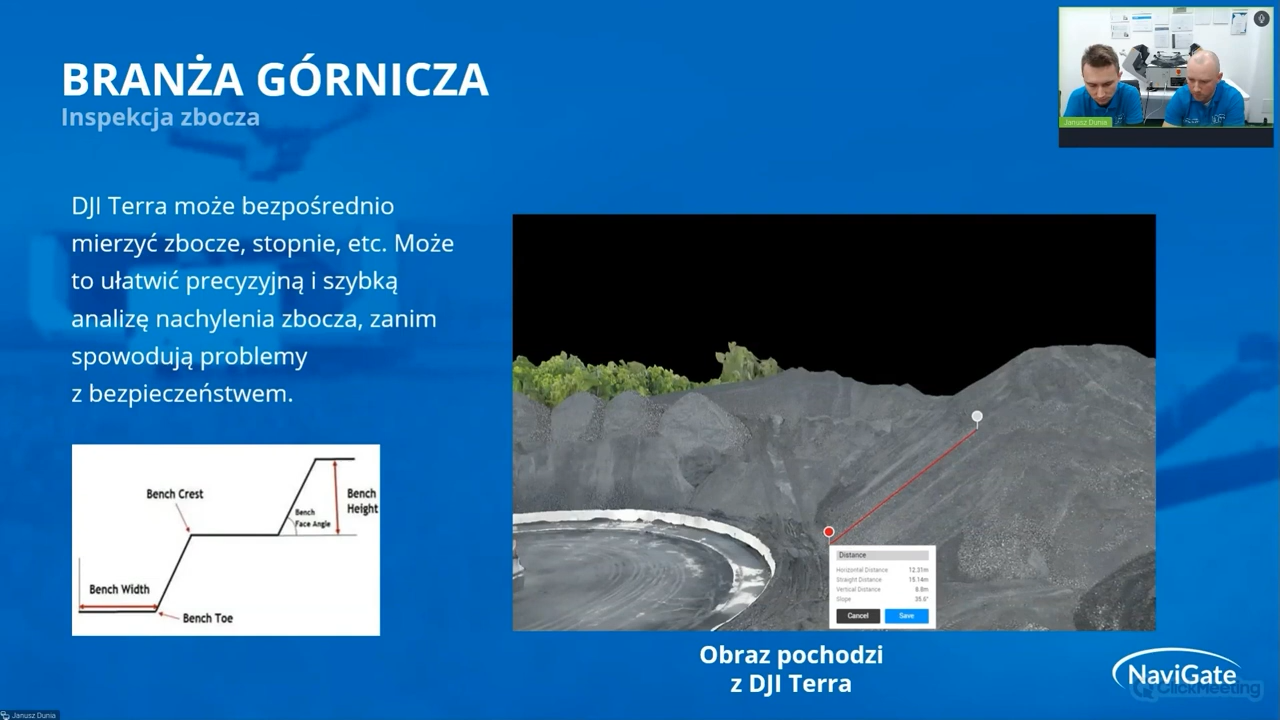 BRANŻA GÓRNICZA
Inspekcja zbocza
Janusz Dunia
DJI Terra może bezpośrednio
mierzyć zbocze, stopnie, etc. Może
to ułatwić precyzyjną i szybką
analizę nachylenia zbocza, zanim
spowodują problemy
z bezpieczeństwem.
Bench Crest
Bench
Height
Bench
Face Angle
Bench Width
Bench Toe
Distance
Horizontal Distance 12.31m
Straight Distance 15.14m
Vertical Distance 8.8m
Slope 35.6°
Cancel Save
Obraz pochodzi
z DJI Terra
NaviGate
ClickMeeting
Janusz Dunia